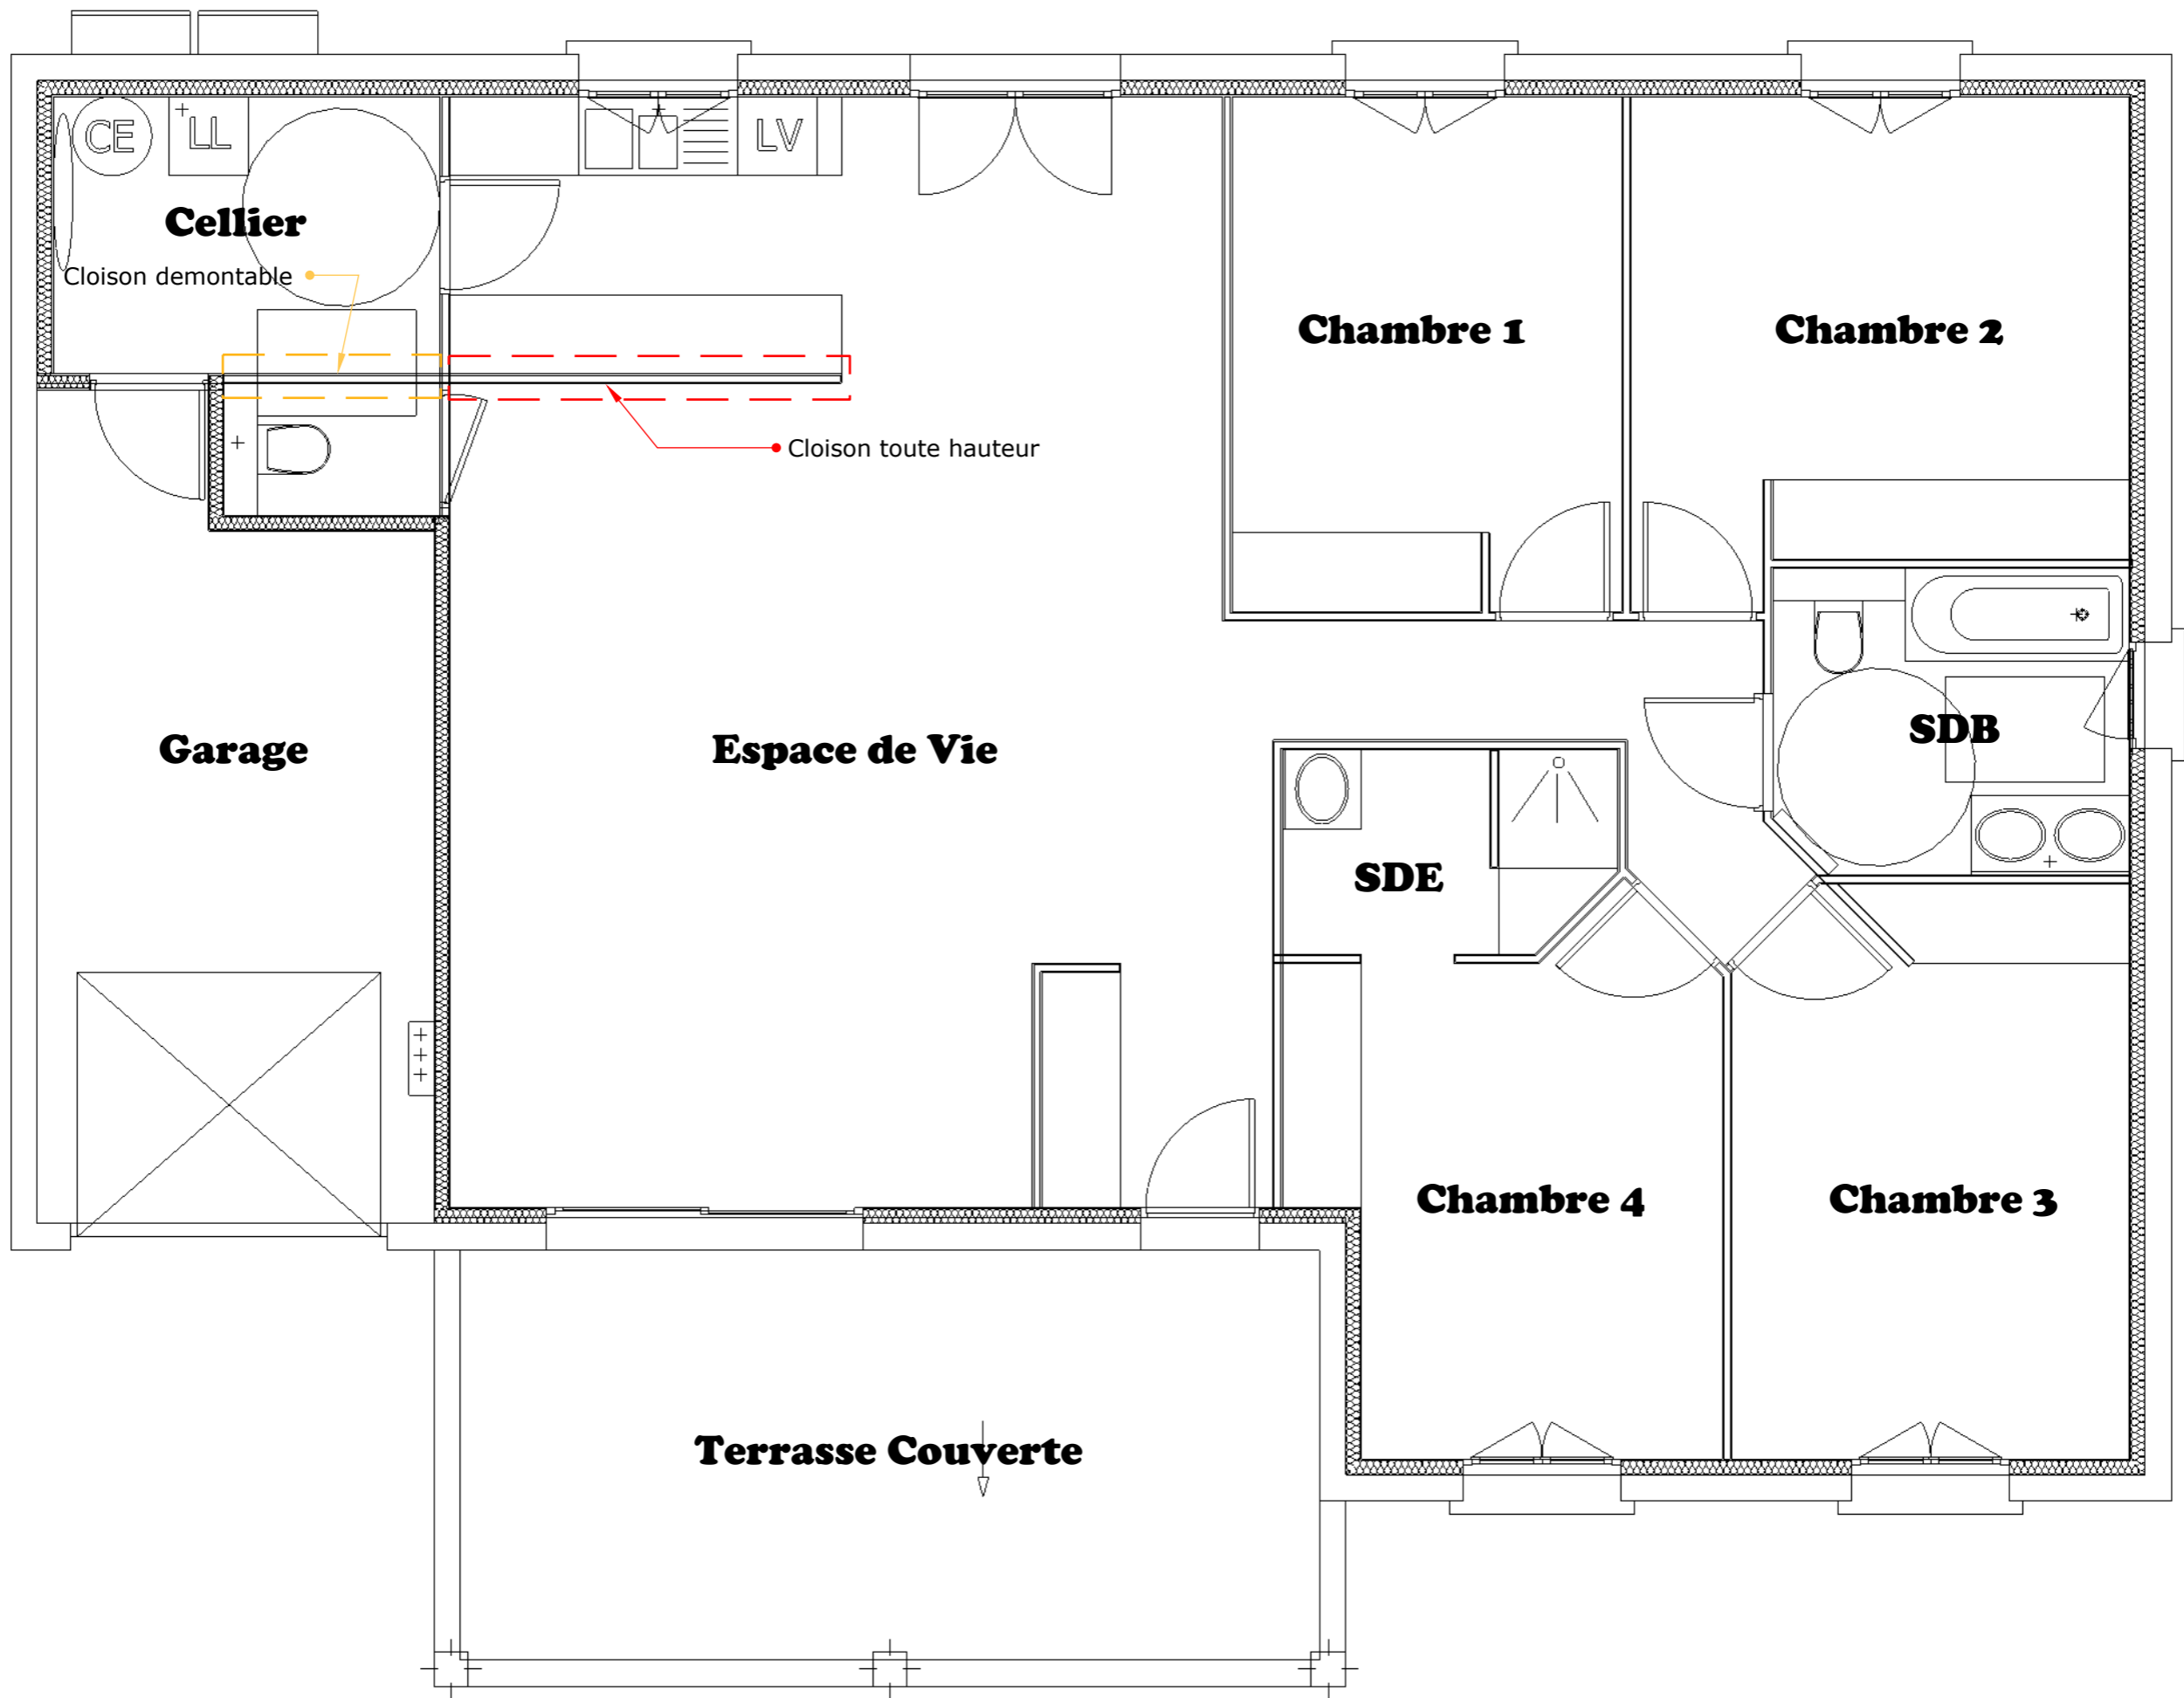 CE
LL
LV
Cellier
Cloison demontable
Chambre 1
Chambre 2
Cloison toute hauteur
Garage
Espace de Vie
SDB
SDE
Chambre 4
Chambre 3
Terrasse Couverte